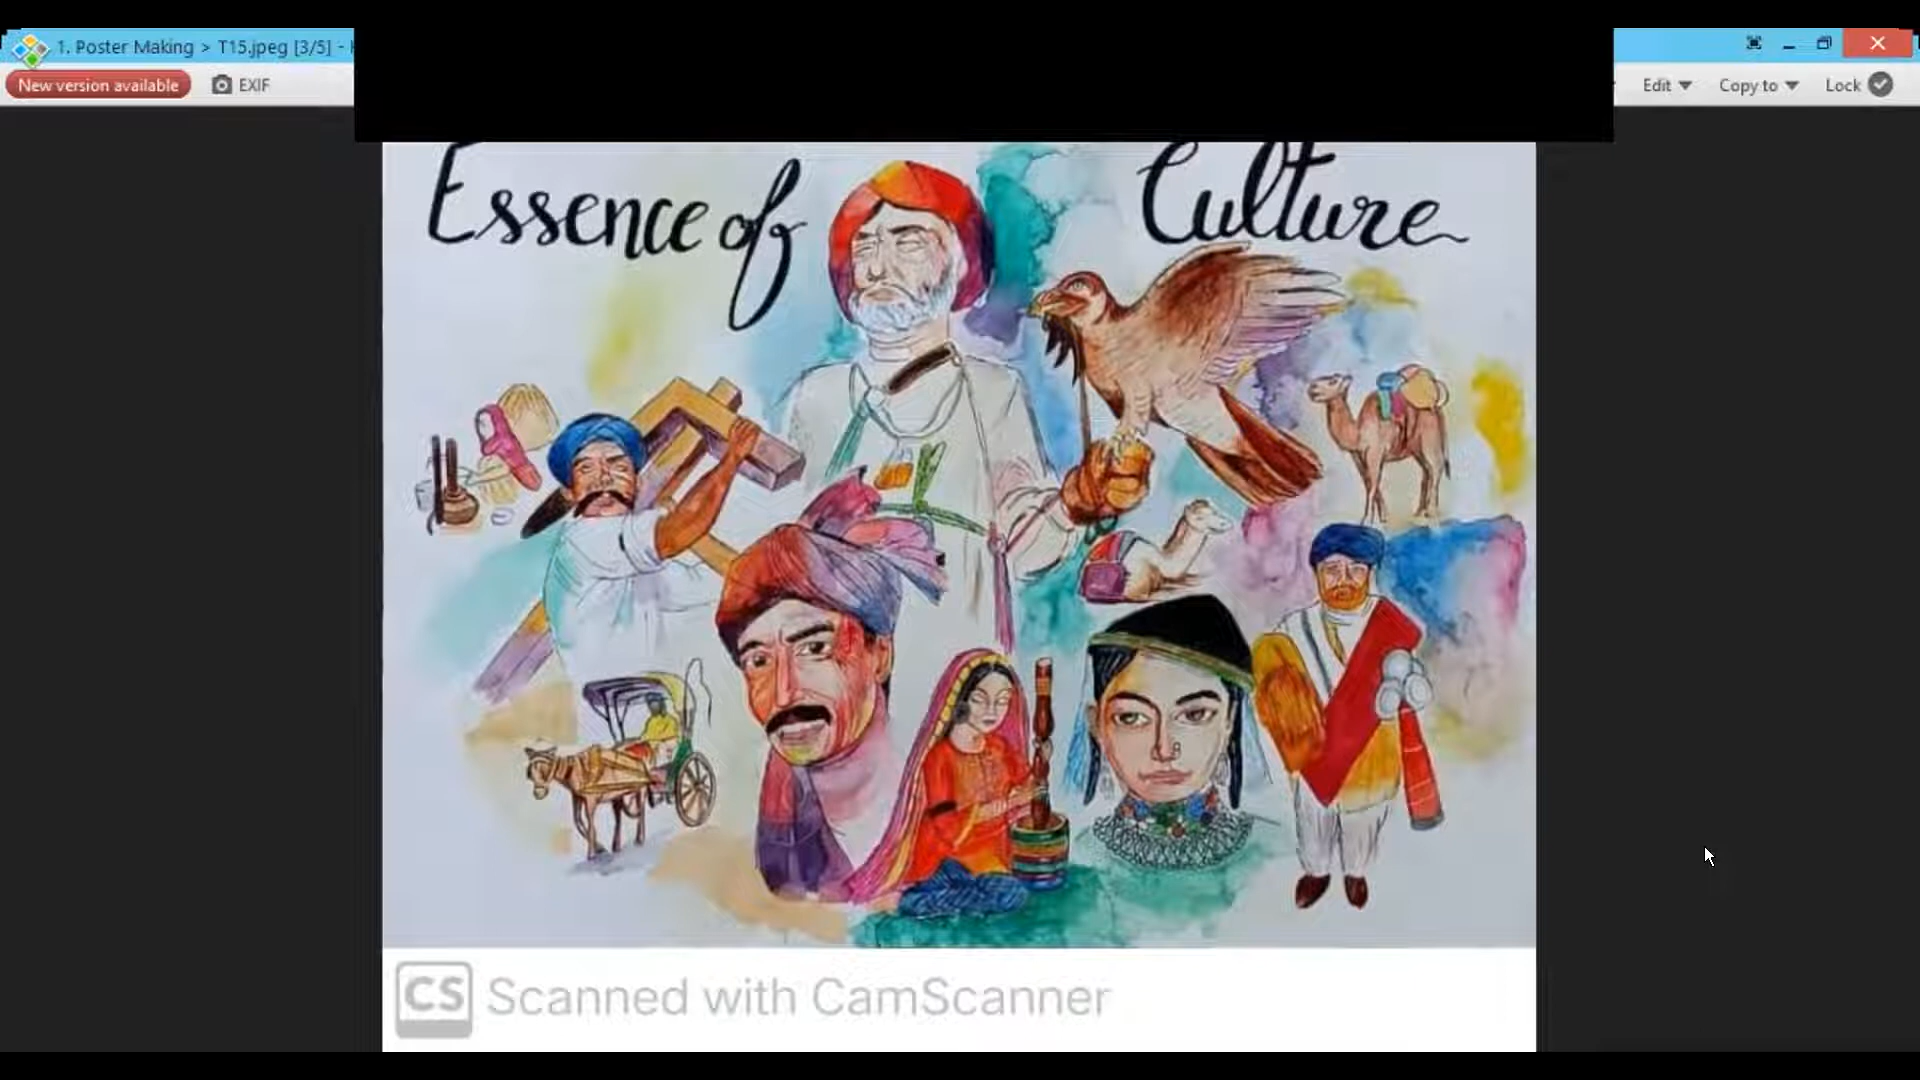 1. Poster Making > T15.jpeg [3/5] -
New version available
EXIF
Edit
Copy to
Lock
Essence of Culture
CS Scanned with CamScanner